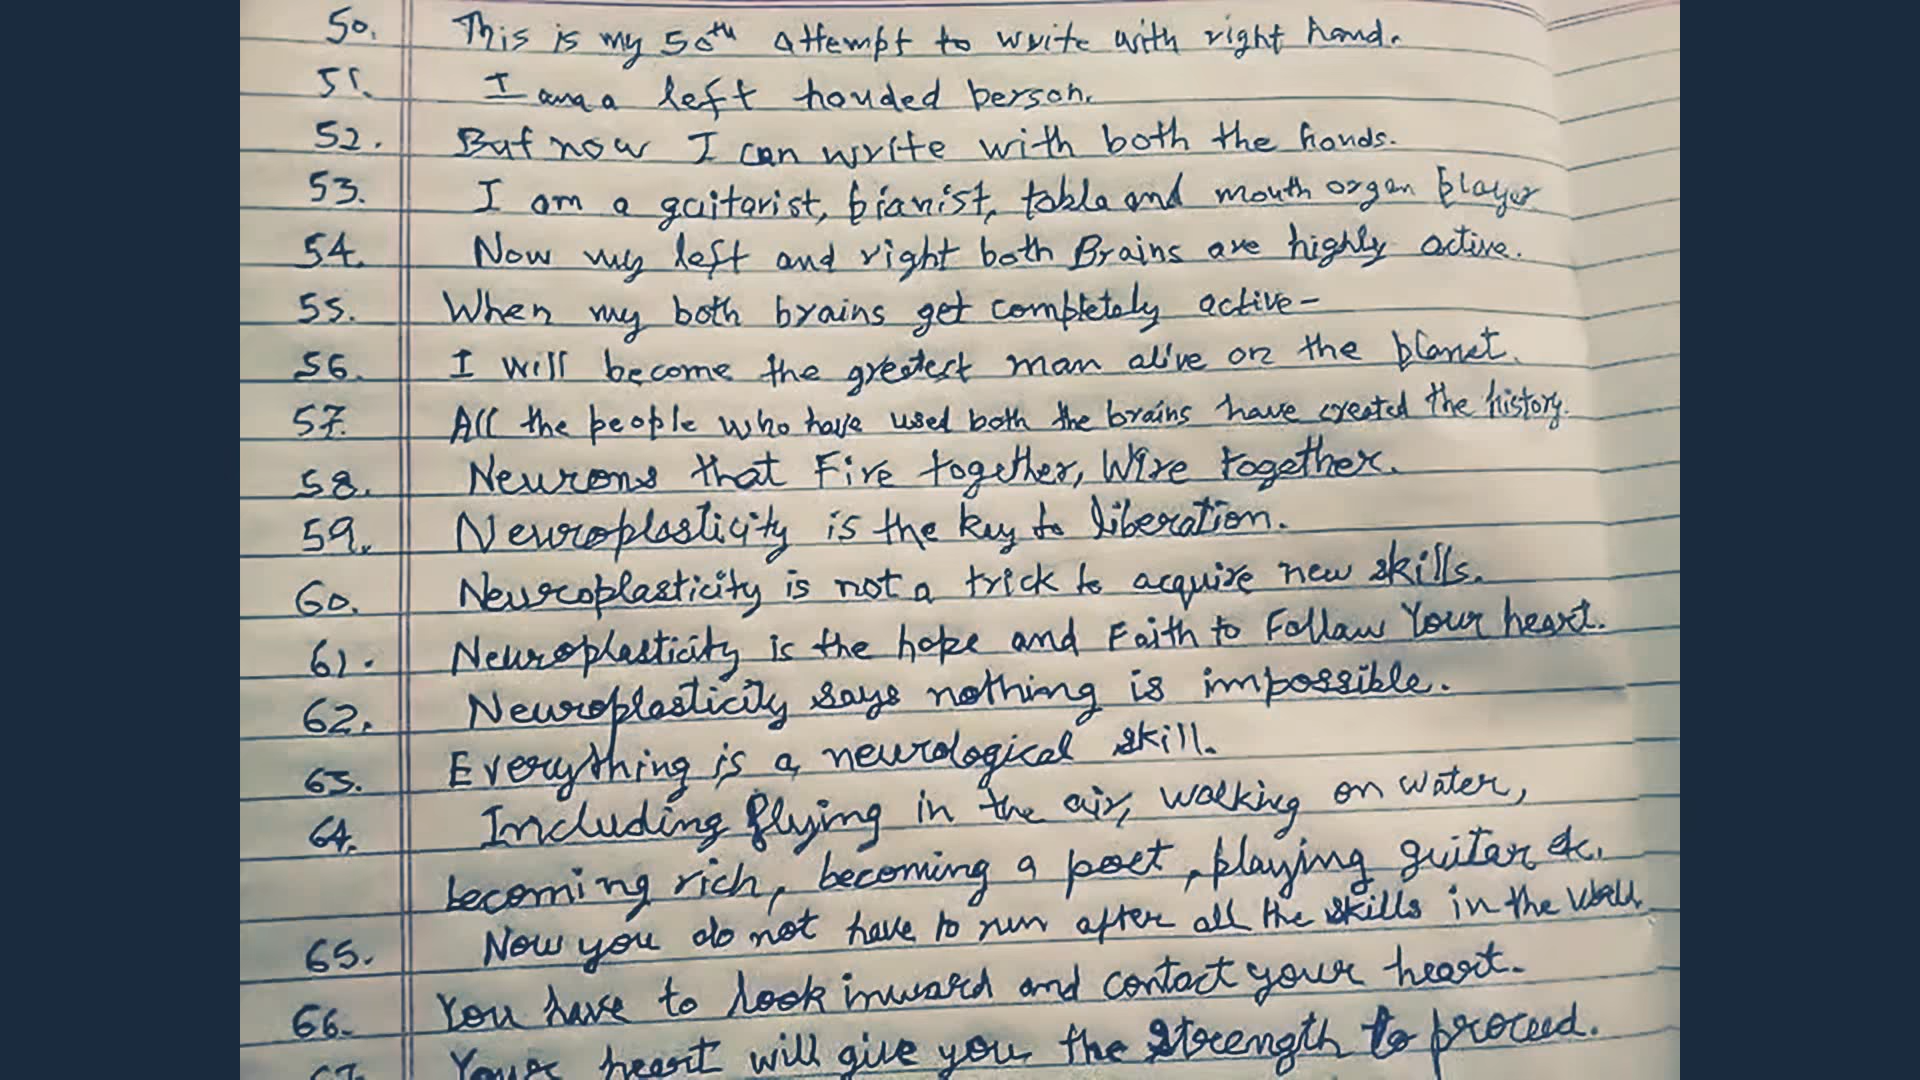 50. This is my 50th attempt to write with right hand.
51. I am a left handed person.
52. But now I can write with both the hands.
53. I am a guitarist, pianist, tabla and mouth organ player
54. Now my left and right both Brains are highly active.
55. When my both brains get completely active-
56. I will become the greatest man alive on the planet.
57. All the people who have used both the brains have created the history.
58. Neurons that Fire together, Wire together.
59. Neuroplasticity is the key to liberation.
60. Neuroplasticity is not a trick to acquire new skills.
61. Neuroplasticity is the hope and Faith to Follow Your heart.
62. Neuroplasticity says nothing is impossible.
63. Everything is a neurological skill.
64. Including flying in the air, walking on water,
becoming rich, becoming a poet, playing guitar etc.
65. Now you do not have to run after all the skills in the world.
66. You have to look inward and contact your heart.
67. Your heart will give you the strength to proceed.